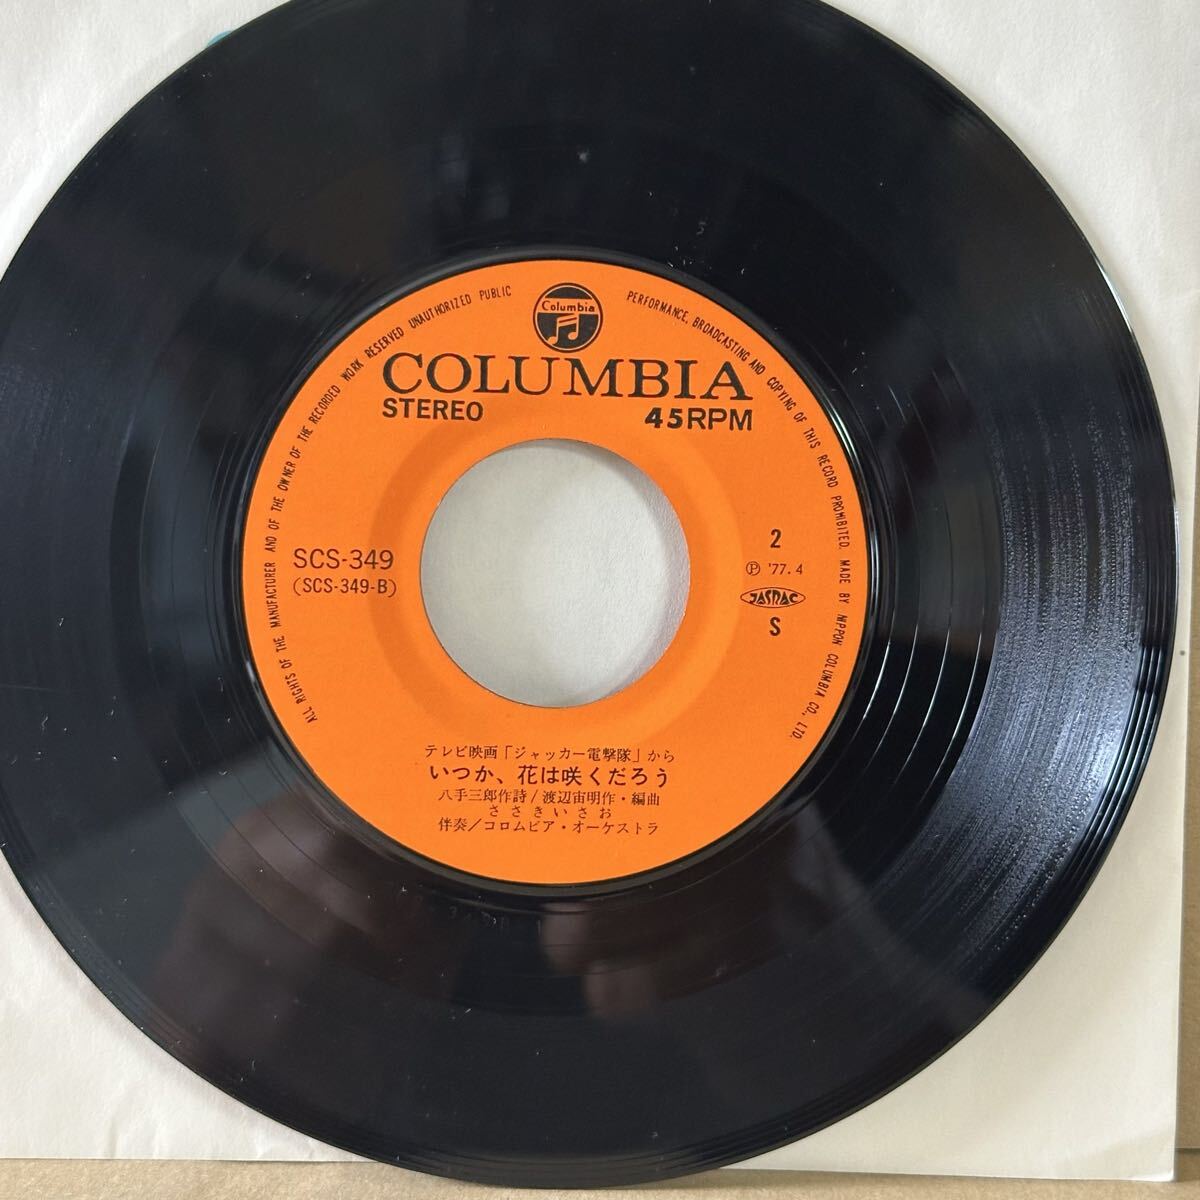 ALL RIGHTS OF THE MANUFACTURER AND OF THE OWNER OF THE RECORDED WORK RESERVED UNAUTHORIZED PUBLIC PERFORMANCE, BROADCASTING AND COPYING OF THIS RECORD PROHIBITED. MADE BY NIPPON COLUMBIA CO., LTD.
Columbia
COLUMBIA
STEREO 45RPM
SCS-349
(SCS-349-B)
2
Ⓟ '77.4
JASRAC
S
テレビ映画「ジャッカー電撃隊」から
いつか、花は咲くだろう
八手三郎作詩/渡辺宙明作・編曲
ささきいさお
伴奏/コロムビア・オーケストラ